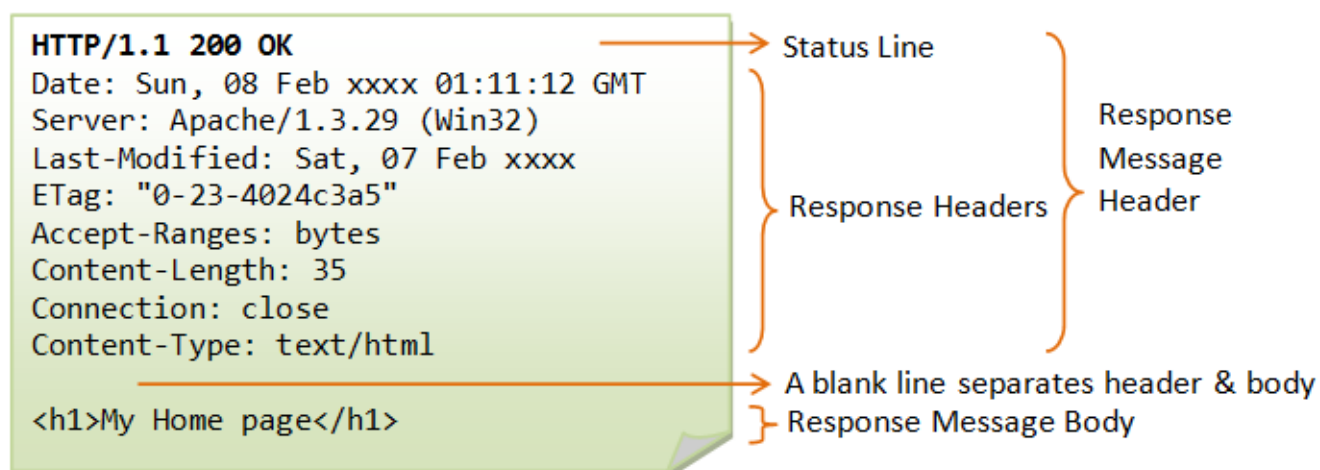 HTTP/1.1 200 OK
Date: Sun, 08 Feb xxxx 01:11:12 GMT
Server: Apache/1.3.29 (Win32)
Last-Modified: Sat, 07 Feb xxxx
ETag: "0-23-4024c3a5"
Accept-Ranges: bytes
Content-Length: 35
Connection: close
Content-Type: text/html
<h1>My Home page</h1>
Status Line
Response Headers
Response
Message
Header
A blank line separates header & body
Response Message Body